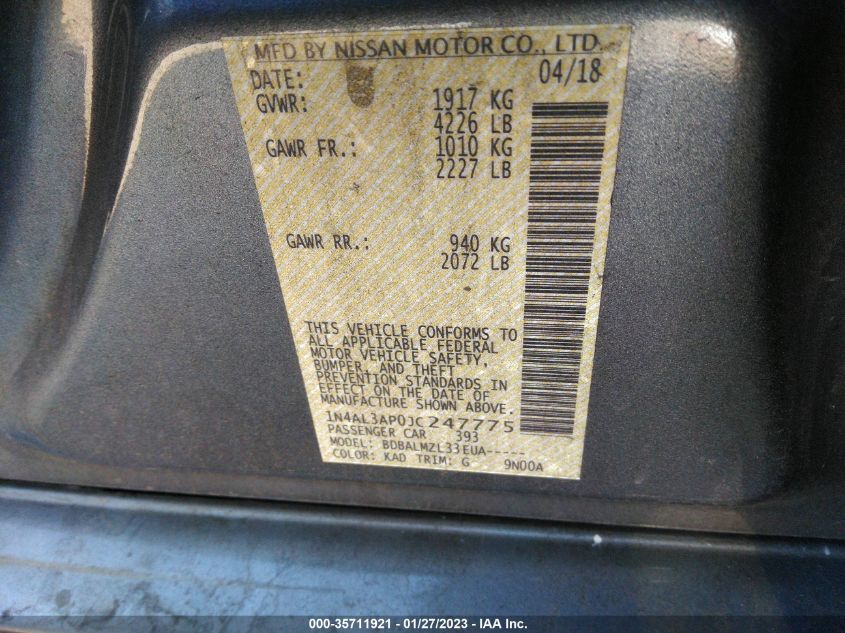 MFD BY NISSAN MOTOR CO., LTD.
DATE: 04/18
GVWR: 1917 KG
4226 LB
GAWR FR.: 1010 KG
2227 LB
GAWR RR.: 940 KG
2072 LB
THIS VEHICLE CONFORMS TO
ALL APPLICABLE FEDERAL
MOTOR VEHICLE SAFETY,
BUMPER, AND THEFT
PREVENTION STANDARDS IN
EFFECT ON THE DATE OF
MANUFACTURE SHOWN ABOVE.
1N4AL3AP0JC247775
PASSENGER CAR 393
MODEL: BDBALMZL33EUA-----
COLOR: KAD TRIM: G 9N00A
000-35711921 / 01/27/2023 / IAA Inc.